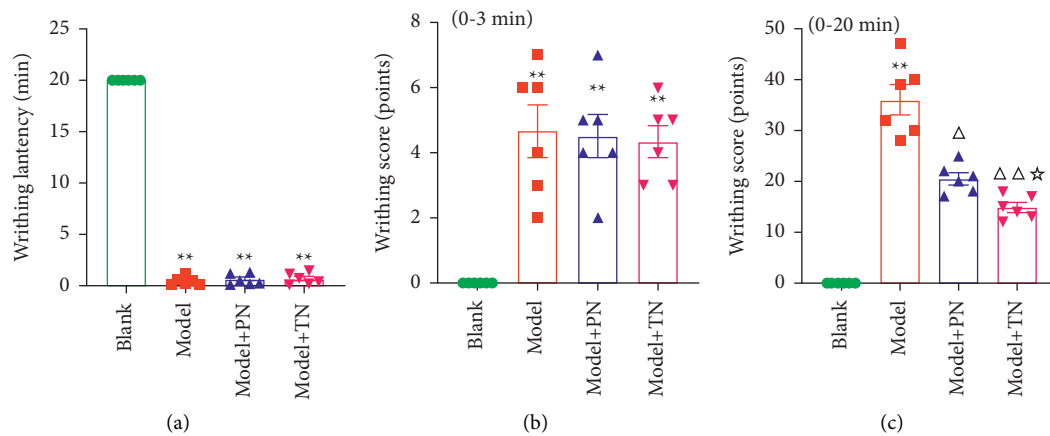 Writhing lantency (min)
25
20
15
10
5
0
**
**
**
Blank
Model
Model+PN
Model+TN
(a)
Writhing score (points)
(0-3 min)
8
6
4
2
0
**
**
**
Blank
Model
Model+PN
Model+TN
(b)
Writhing score (points)
(0-20 min)
50
40
30
20
10
0
**
△
△ △ ☆
Blank
Model
Model+PN
Model+TN
(c)